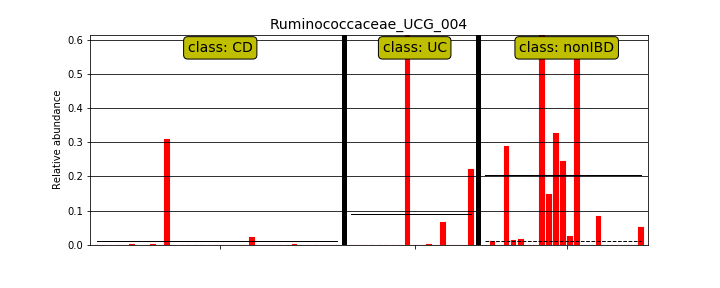 Ruminococcaceae_UCG_004
class: CD
class: UC
class: nonIBD
Relative abundance
0.6
0.5
0.4
0.3
0.2
0.1
0.0